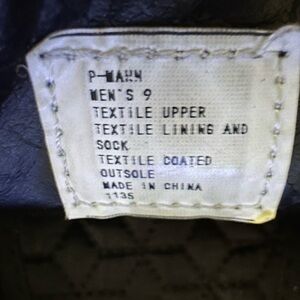 P-MAHN
MEN'S 9
TEXTILE UPPER
TEXTILE LINING AND
SOCK
TEXTILE COATED
OUTSOLE
MADE IN CHINA
1135